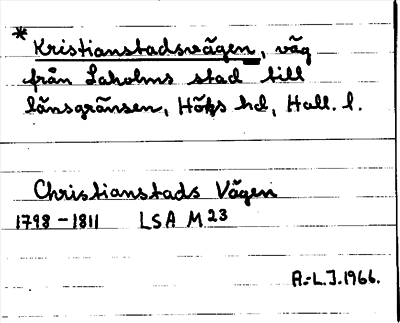 * Kristianstadsvägen, väg
från Laholms stad till
länsgränsen, Höks hd, Hall. l.
Christianstads Vägen
1798-1811 LSA M 23
A.-L.J. 1966.